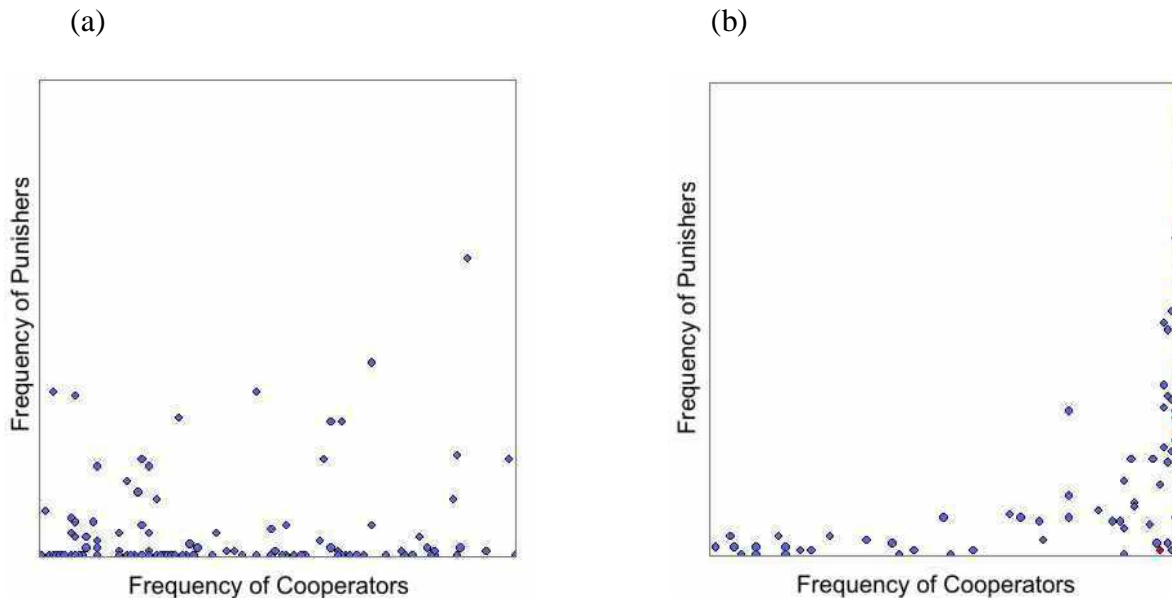 (a)
(b)
Frequency of Punishers
Frequency of Cooperators
Frequency of Punishers
Frequency of Cooperators